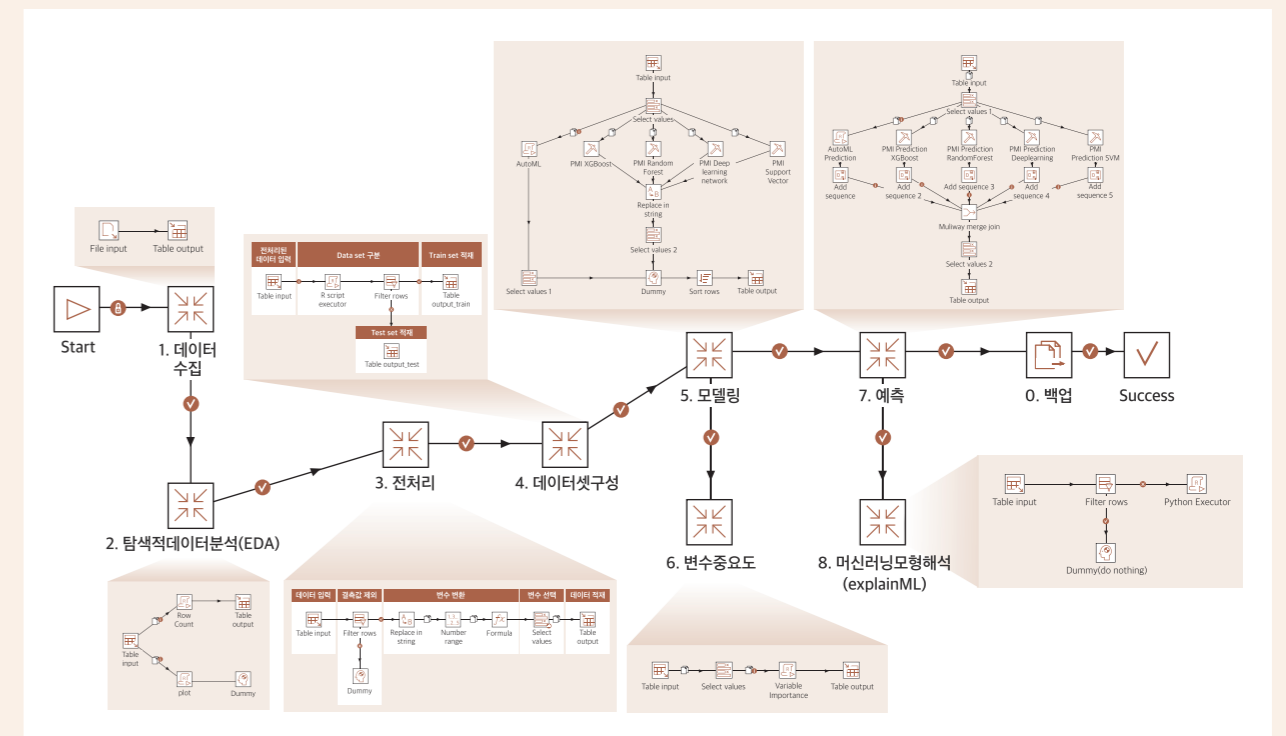 Table input
Select values
AutoML
PMI XGBoost
PMI Random
Forest
PMI Deep
learning
network
PMI
Support
Vector
Replace in
string
Select values 2
Select values 1
Dummy
Sort rows
Table output
Table input
Select values 1
AutoML
Prediction
PMI Prediction
XGBoost
PMI Prediction
RandomForest
PMI Prediction
Deeplearning
PMI
Prediction SVM
Add
sequence
Add
sequence 2
Add sequence 3
Add
sequence 4
Add
sequence 5
Muliway merge join
Select values 2
Table output
File input
Table output
전처리된
데이터 입력
Data set 구분
Train set 적재
Table input
R script
executor
Filter rows
Table
output_train
Test set 적재
Table output_test
Start
1. 데이터
수집
5. 모델링
7. 예측
0. 백업
Success
2. 탐색적데이터분석(EDA)
3. 전처리
4. 데이터셋구성
6. 변수중요도
8. 머신러닝모형해석
(explainML)
Table input
Filter rows
Python Executor
Dummy(do nothing)
Row
Count
Table
output
Table
input
plot
Dummy
데이터 입력
결측값 제외
변수 변환
변수 선택
데이터 적재
Table input
Filter rows
Replace in
string
Number
range
Formula
Select
values
Table
output
Dummy
Table input
Select values
Variable
Importance
Table output